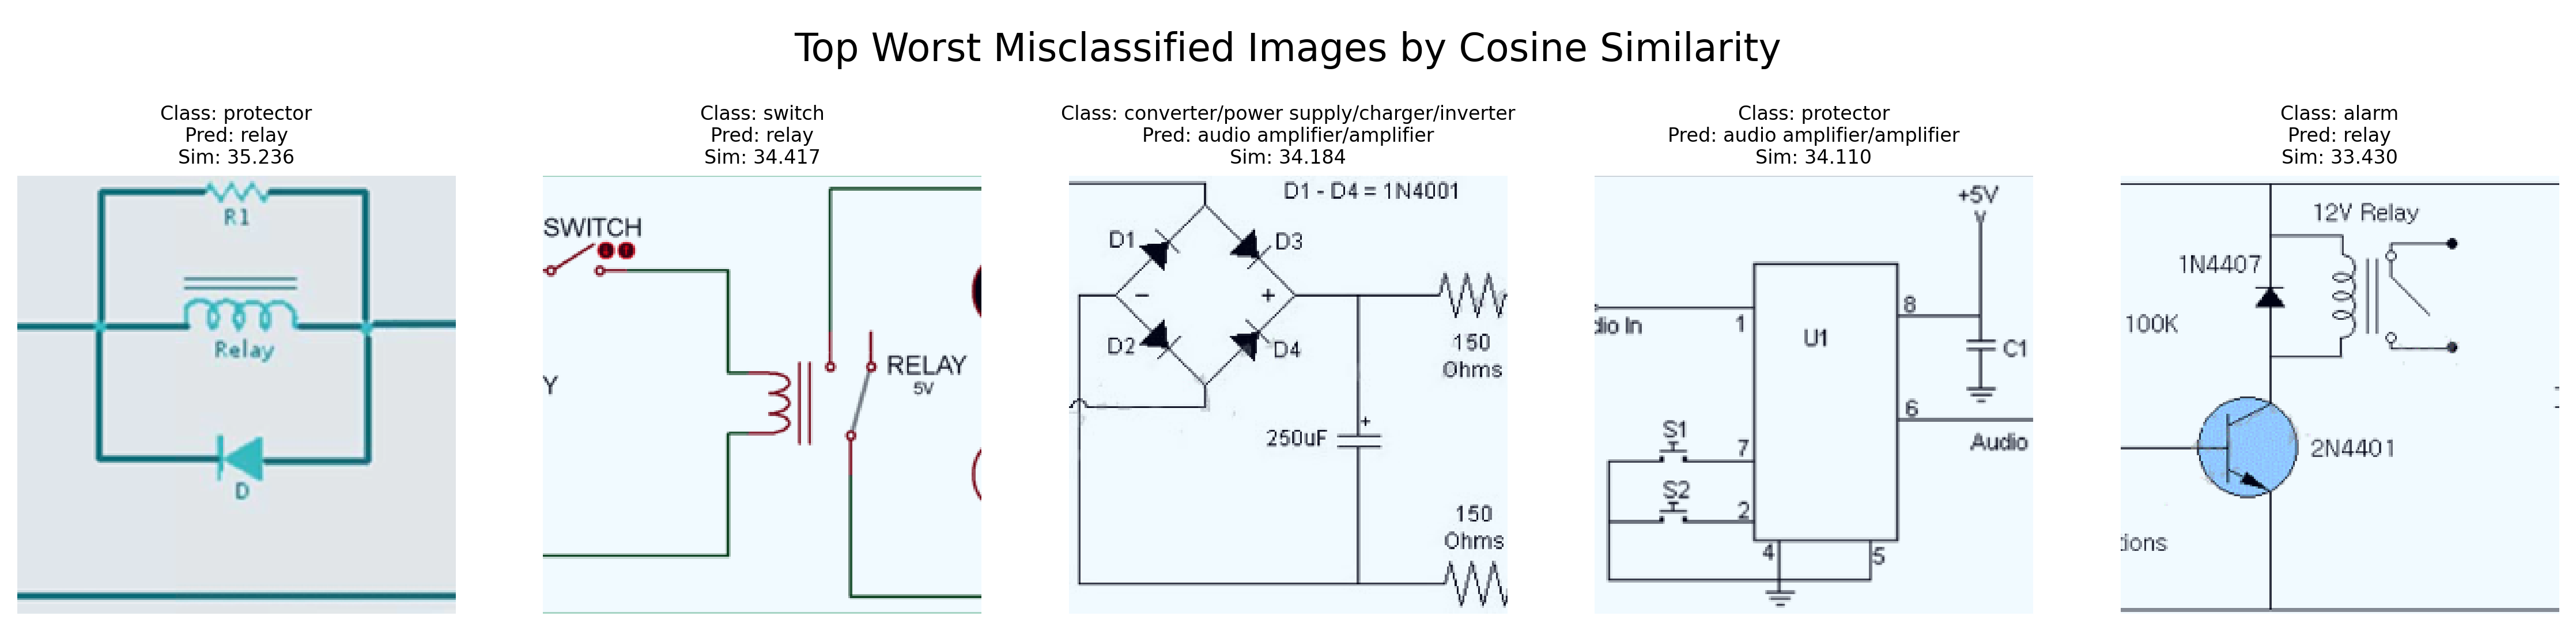 Top Worst Misclassified Images by Cosine Similarity
Class: protector
Pred: relay
Sim: 35.236
R1
Relay
D
Class: switch
Pred: relay
Sim: 34.417
SWITCH
Y
RELAY
5V
Class: converter/power supply/charger/inverter
Pred: audio amplifier/amplifier
Sim: 34.184
D1 - D4 = 1N4001
D1
D3
- +
D2
D4
150
Ohms
250uF
+
150
Ohms
Class: protector
Pred: audio amplifier/amplifier
Sim: 34.110
+5V
V
dio In
1
8
U1
C1
6
Audio
S1
7
S2
2
4
5
Class: alarm
Pred: relay
Sim: 33.430
12V Relay
1N4407
100K
2N4401
tions